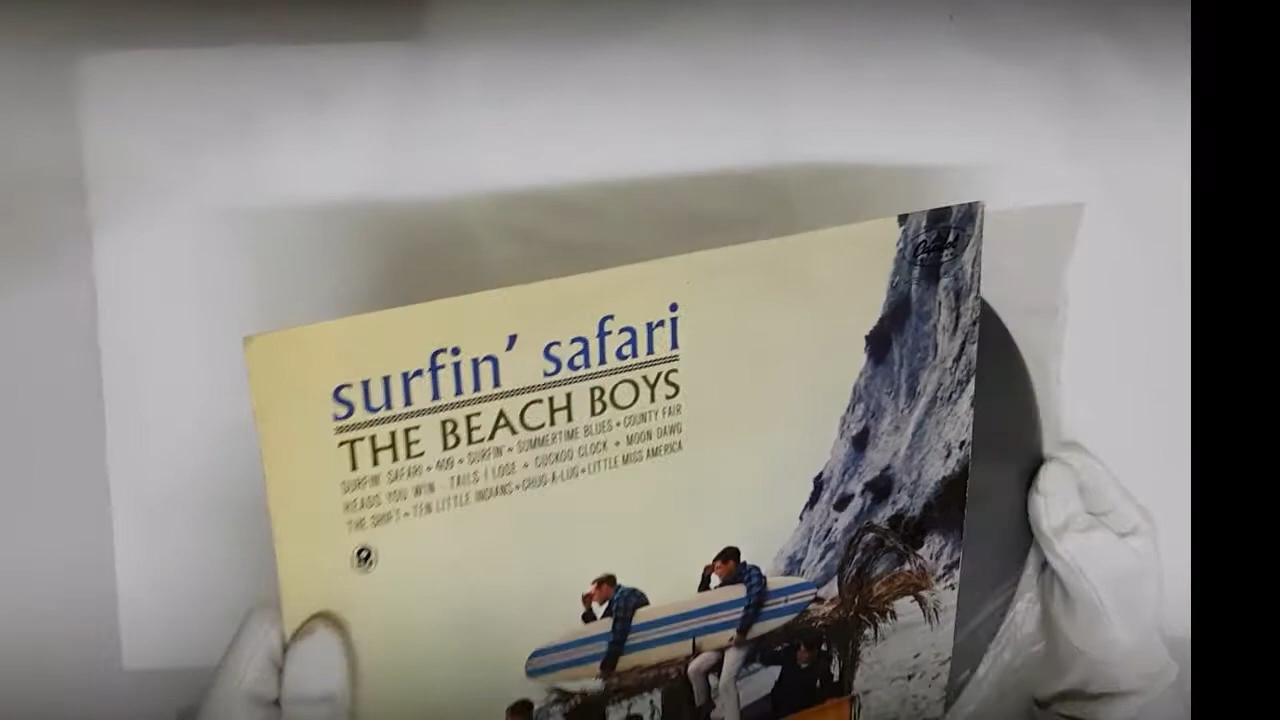 Capitol
surfin' safari
THE BEACH BOYS
SURFIN' SAFARI • 409 • SURFIN' • SUMMERTIME BLUES • COUNTY FAIR
HEADS YOU WIN - TAILS I LOSE • CUCKOO CLOCK • MOON DAWG
THE SHIFT • TEN LITTLE INDIANS • CHUG-A-LUG • LITTLE MISS AMERICA